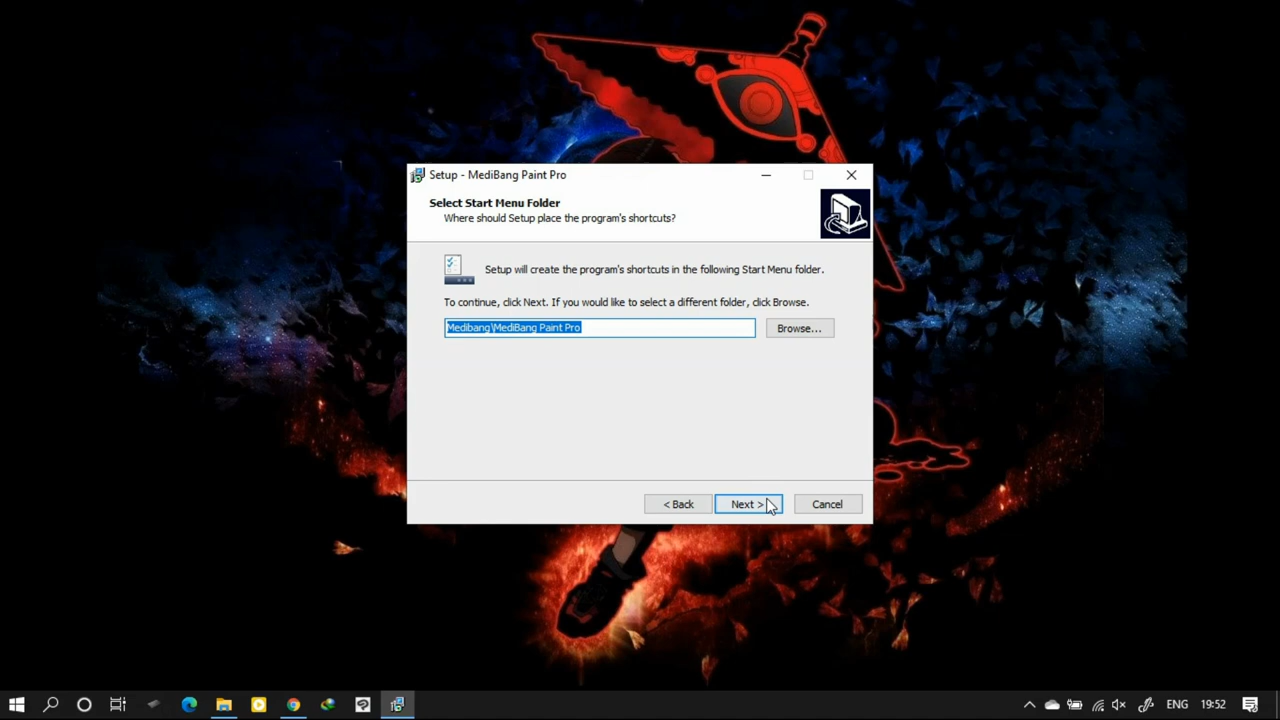 Setup - MediBang Paint Pro
Select Start Menu Folder
Where should Setup place the program's shortcuts?
Setup will create the program's shortcuts in the following Start Menu folder.
To continue, click Next. If you would like to select a different folder, click Browse.
Medibang\MediBang Paint Pro
Browse...
< Back
Next >
Cancel
ENG
19:52